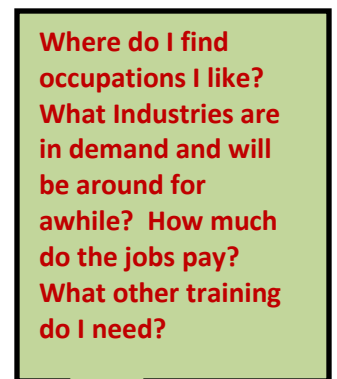 Where do I find
occupations I like?
What Industries are
in demand and will
be around for
awhile?  How much
do the jobs pay?
What other training
do I need?